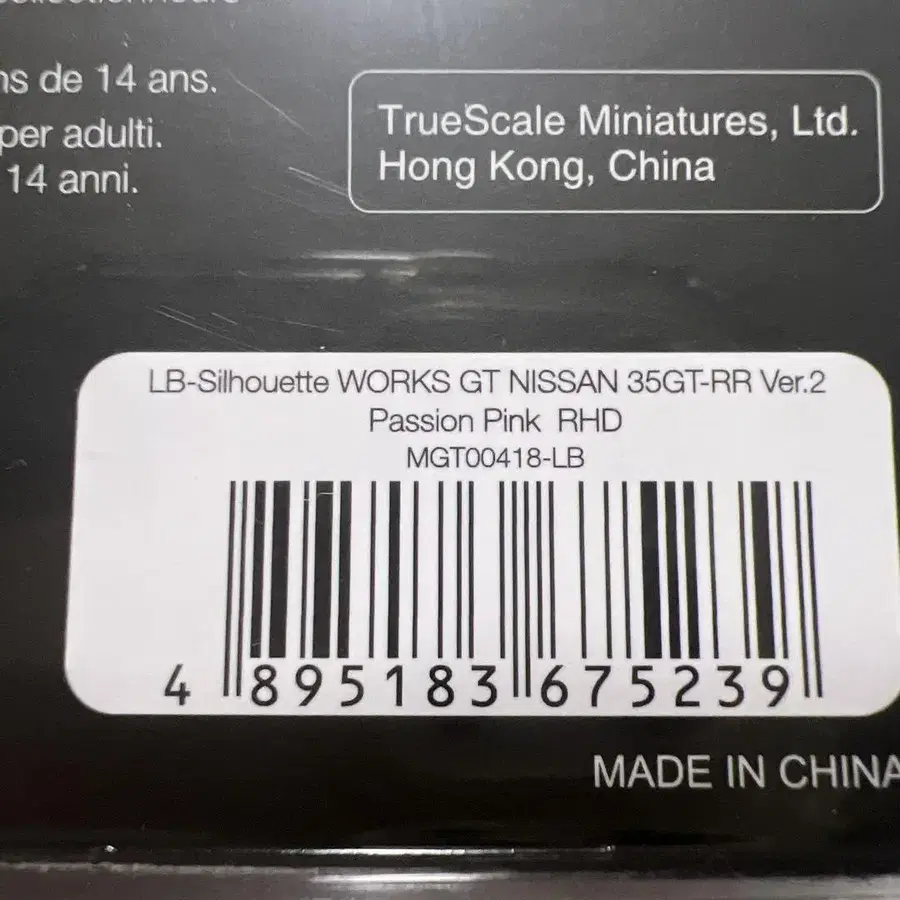 ns de 14 ans.
per adulti.
14 anni.
TrueScale Miniatures, Ltd.
Hong Kong, China
LB-Silhouette WORKS GT NISSAN 35GT-RR Ver.2
Passion Pink RHD
MGT00418-LB
4 895183 675239
MADE IN CHINA